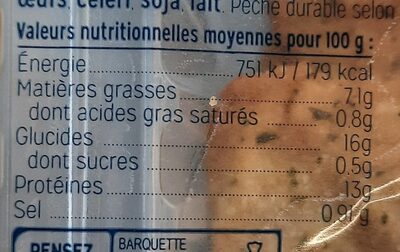 œufs, céleri, soja, lait. Pêche durable selon
Valeurs nutritionnelles moyennes pour 100 g :
Énergie 751 kJ / 179 kcal
Matières grasses 7,1g
dont acides gras saturés 0,8g
Glucides 16g
dont sucres 0,5g
Protéines 13g
Sel 0,91 g
PENSEZ
BARQUETTE